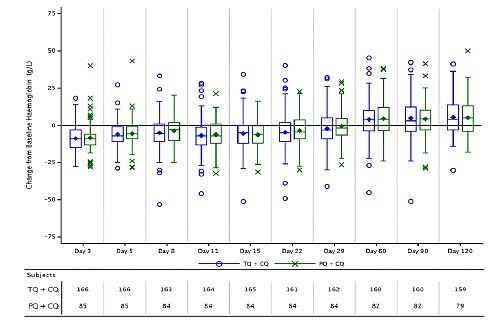 75
50
25
0
−25
−50
−75
Change from Baseline Haemoglobin (g/L)
Day 3 Day 5 Day 8 Day 11 Day 15 Day 22 Day 29 Day 60 Day 90 Day 120
TQ + CQ PQ + CQ
Subjects
TQ + CQ 166 166 163 164 165 161 162 160 160 159
PQ + CQ 85 85 84 84 84 84 84 82 82 79